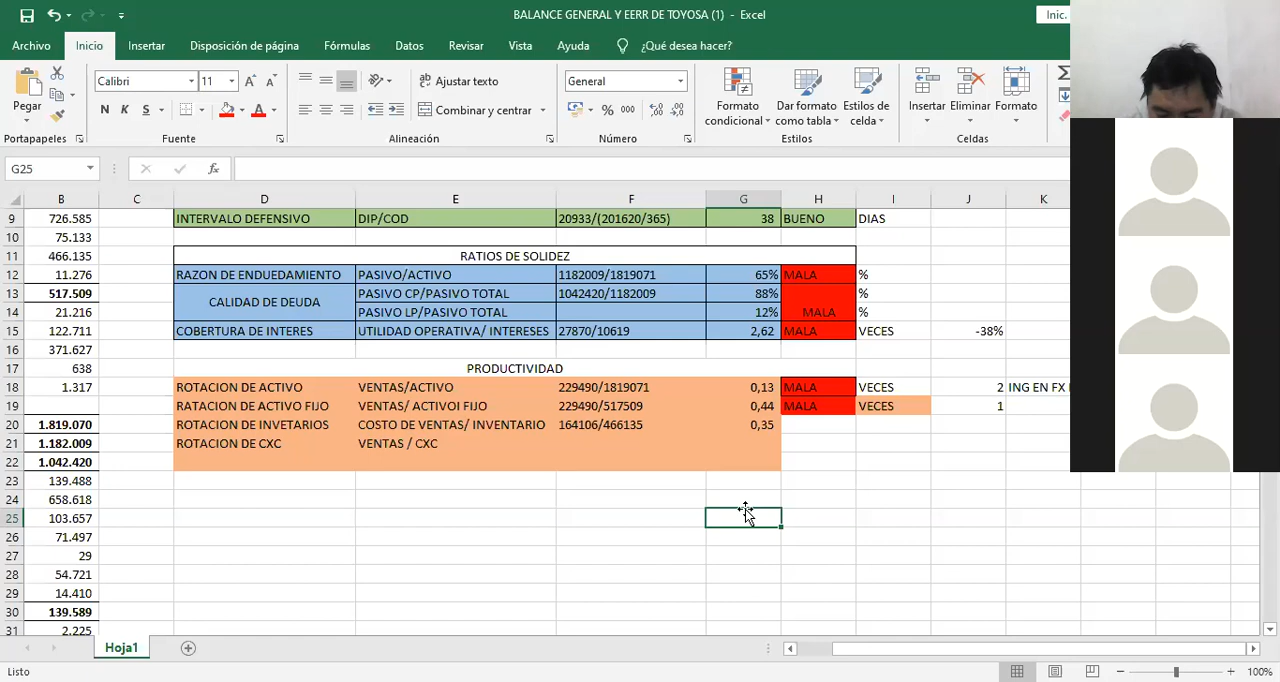 BALANCE GENERAL Y EERR DE TOYOSA (1) - Excel
Inic.
Archivo Inicio Insertar Disposición de página Fórmulas Datos Revisar Vista Ayuda ¿Qué desea hacer?
Pegar
Calibri 11
N K S
Ajustar texto
Combinar y centrar
General
% 000
Formato condicional
Dar formato como tabla
Estilos de celda
Insertar Eliminar Formato
Portapapeles Fuente Alineación Número Estilos Celdas
G25
fx
B C D E F G H I J K
9 726.585 INTERVALO DEFENSIVO DIP/COD 20933/(201620/365) 38 BUENO DIAS
10 75.133
11 466.135 RATIOS DE SOLIDEZ
12 11.276 RAZON DE ENDUEDAMIENTO PASIVO/ACTIVO 1182009/1819071 65% MALA %
13 517.509 CALIDAD DE DEUDA PASIVO CP/PASIVO TOTAL 1042420/1182009 88% %
14 21.216 PASIVO LP/PASIVO TOTAL 12% MALA %
15 122.711 COBERTURA DE INTERES UTILIDAD OPERATIVA/ INTERESES 27870/10619 2,62 MALA VECES -38%
16 371.627
17 638 PRODUCTIVIDAD
18 1.317 ROTACION DE ACTIVO VENTAS/ACTIVO 229490/1819071 0,13 MALA VECES 2 ING EN FX
19 RATACION DE ACTIVO FIJO VENTAS/ ACTIVOI FIJO 229490/517509 0,44 MALA VECES 1
20 1.819.070 ROTACION DE INVETARIOS COSTO DE VENTAS/ INVENTARIO 164106/466135 0,35
21 1.182.009 ROTACION DE CXC VENTAS / CXC
22 1.042.420
23 139.488
24 658.618
25 103.657
26 71.497
27 29
28 54.721
29 14.410
30 139.589
31 2.225
Hoja1
Listo
100%